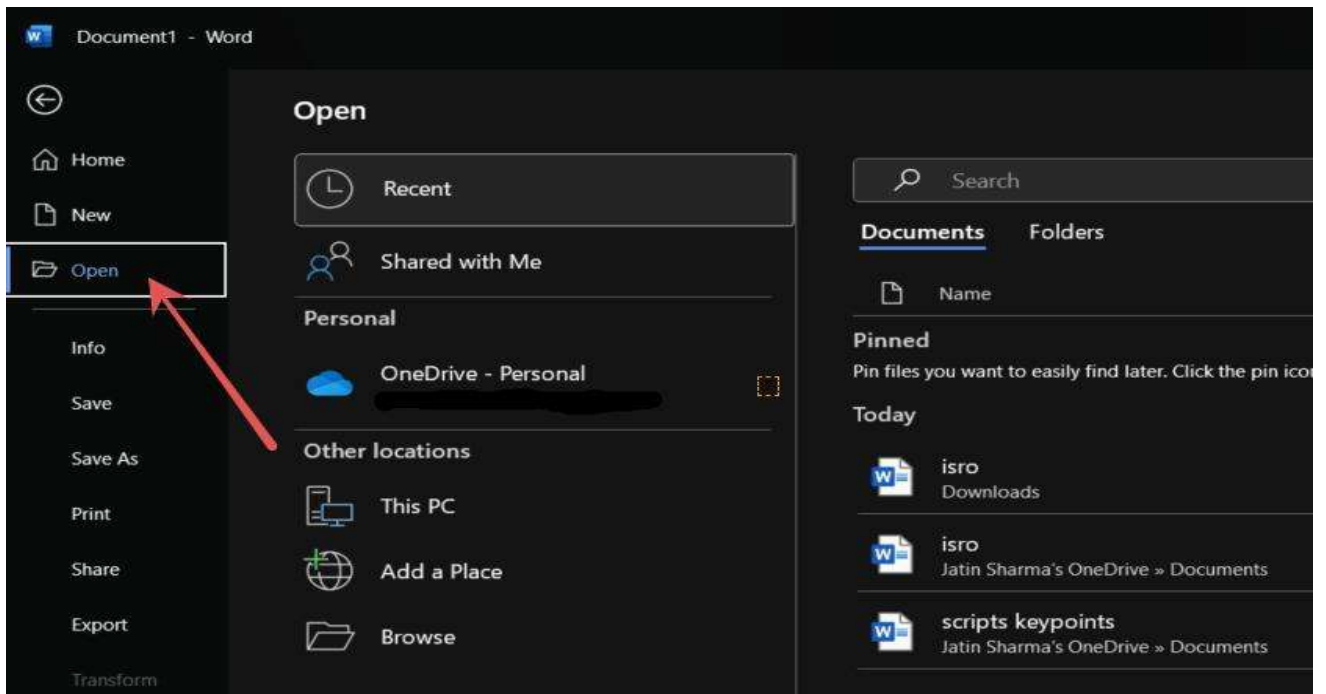 Document1 - Word
Home
New
Open
Info
Save
Save As
Print
Share
Export
Transform
Open
Recent
Shared with Me
Personal
OneDrive - Personal
Other locations
This PC
Add a Place
Browse
Search
Documents Folders
Name
Pinned
Pin files you want to easily find later. Click the pin
Today
isro
Downloads
isro
Jatin Sharma's OneDrive » Documents
scripts keypoints
Jatin Sharma's OneDrive » Documents